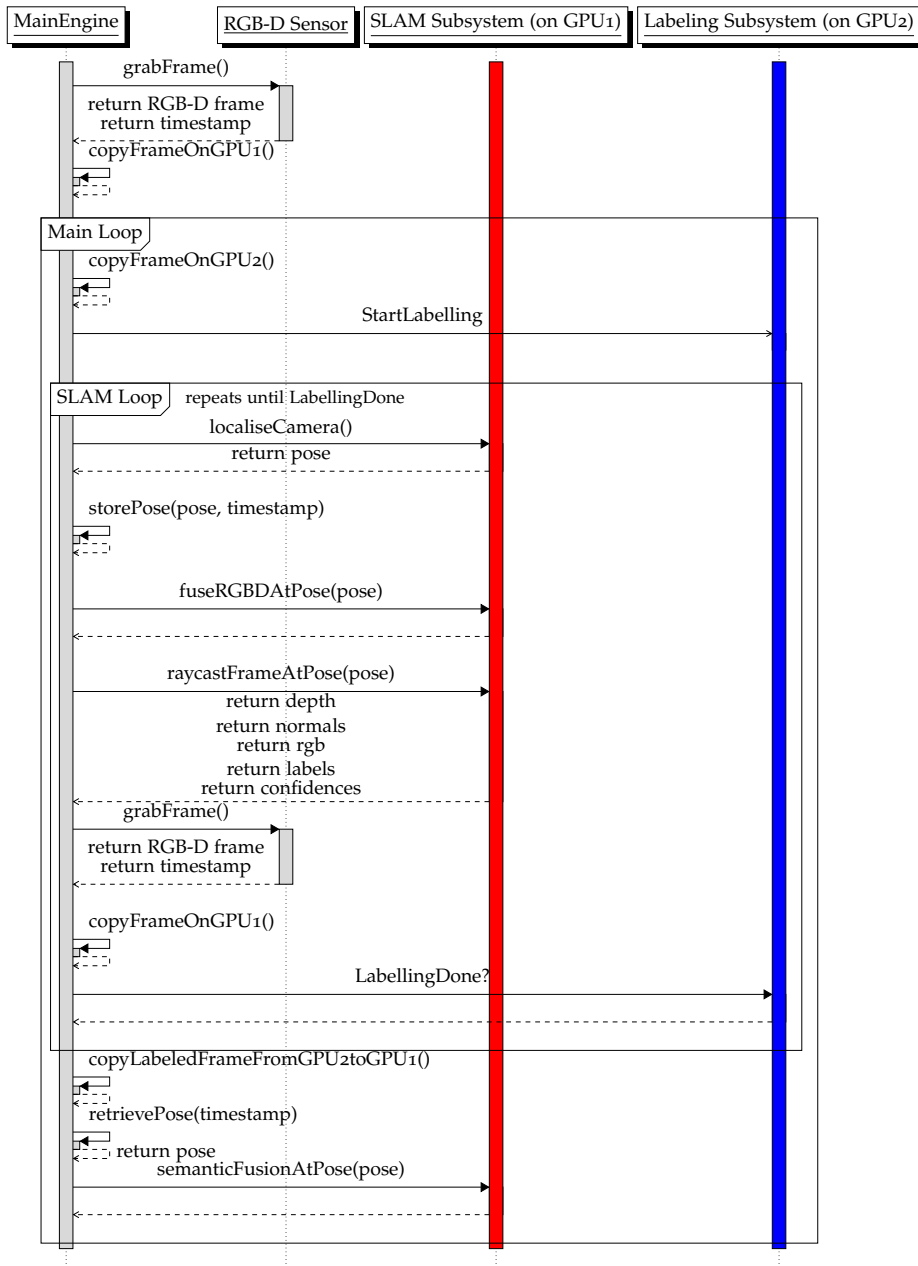 MainEngine
RGB-D Sensor
SLAM Subsystem (on GPU1)
Labeling Subsystem (on GPU2)
grabFrame()
return RGB-D frame
return timestamp
copyFrameOnGPU1()
Main Loop
copyFrameOnGPU2()
StartLabelling
SLAM Loop
repeats until LabellingDone
localiseCamera()
return pose
storePose(pose, timestamp)
fuseRGBDAtPose(pose)
raycastFrameAtPose(pose)
return depth
return normals
return rgb
return labels
return confidences
grabFrame()
return RGB-D frame
return timestamp
copyFrameOnGPU1()
LabellingDone?
copyLabeledFrameFromGPU2toGPU1()
retrievePose(timestamp)
return pose
semanticFusionAtPose(pose)